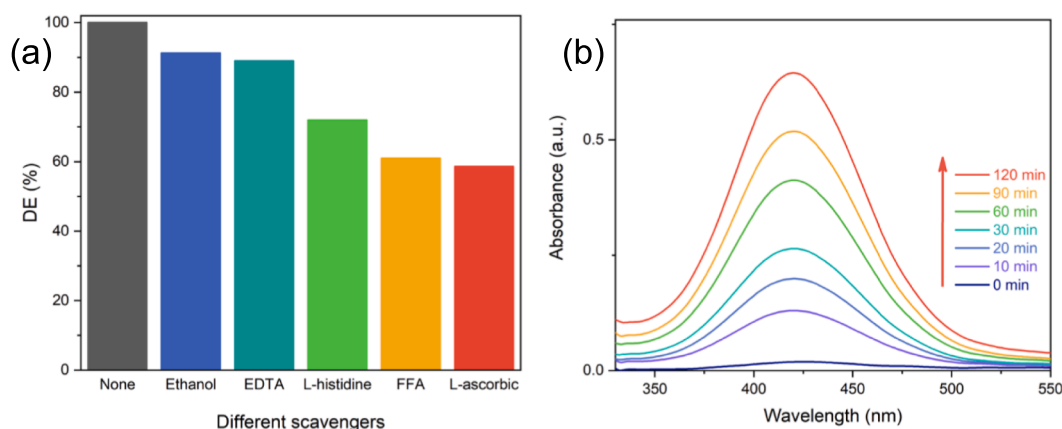 (a)
DE (%)
100
80
60
40
20
0
None Ethanol EDTA L-histidine FFA L-ascorbic
Different scavengers
(b)
Absorbance (a.u.)
0.5
0.0
120 min
90 min
60 min
30 min
20 min
10 min
0 min
350 400 450 500 550
Wavelength (nm)